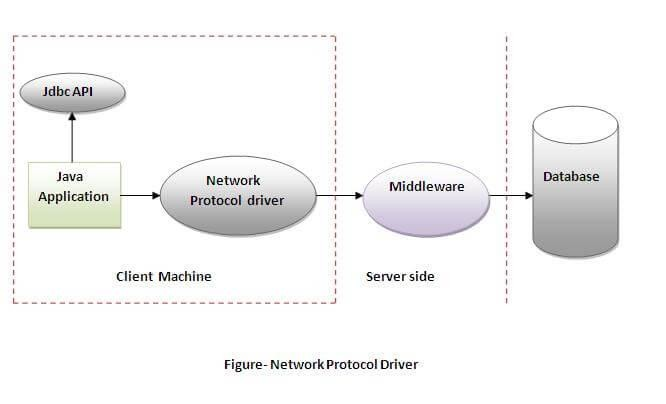 Jdbc API
Java
Application
Network
Protocol driver
Middleware
Database
Client Machine
Server side
Figure- Network Protocol Driver